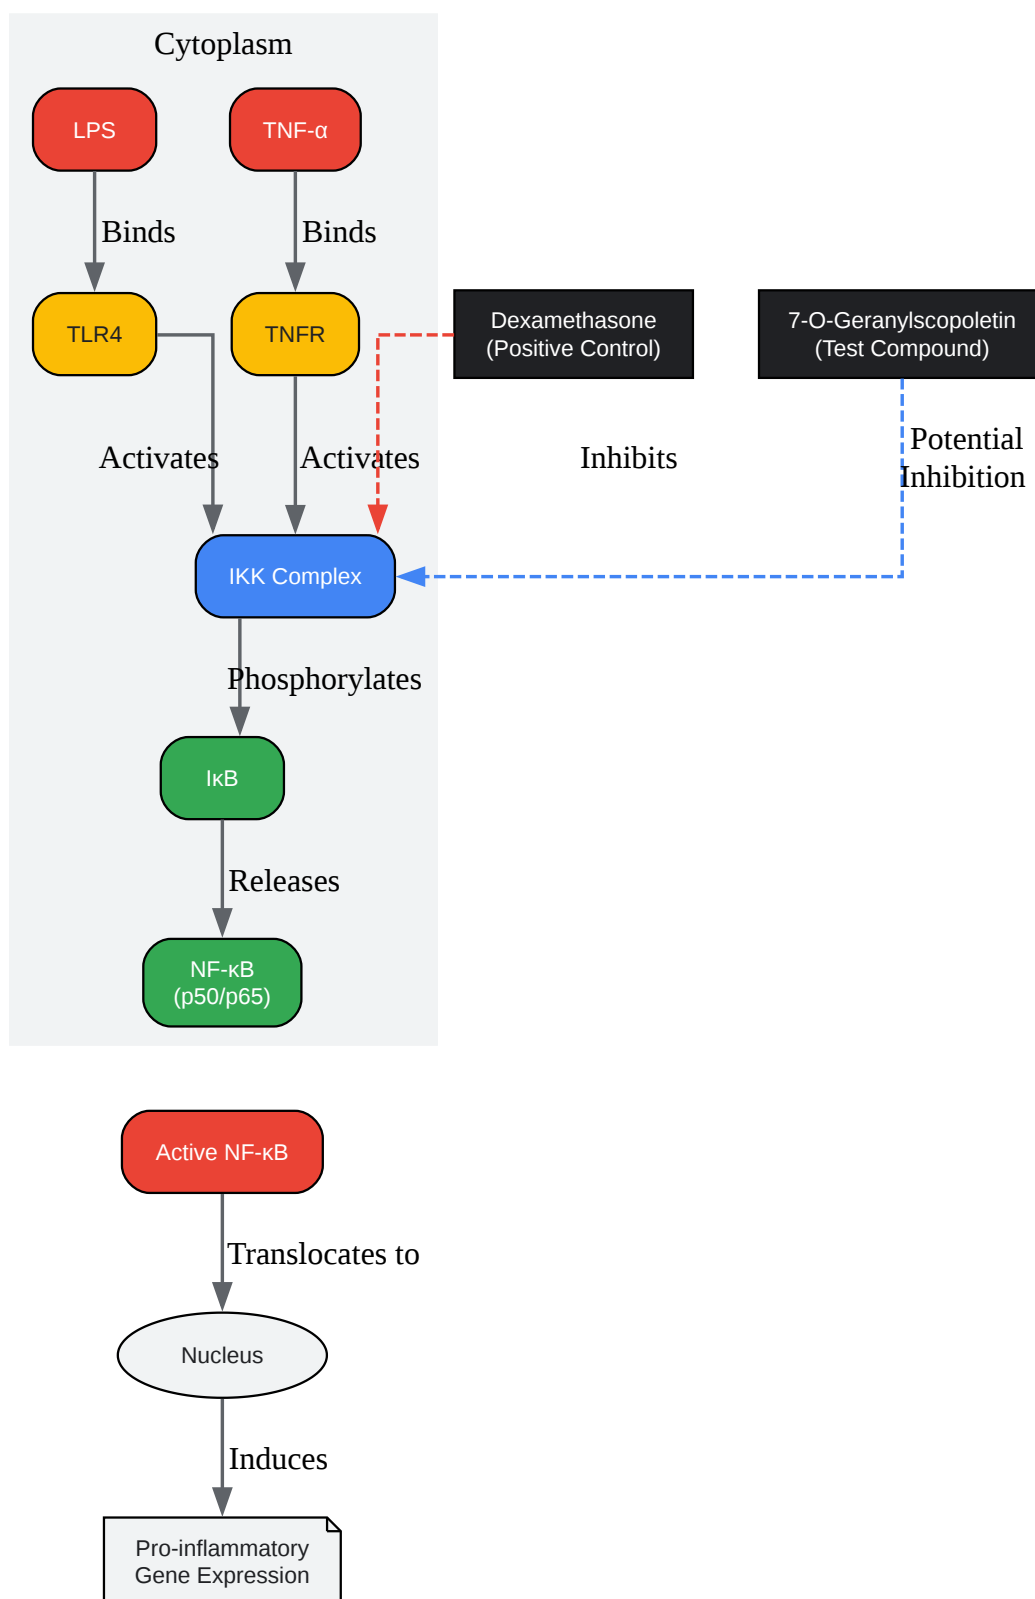 Cytoplasm
LPS
TNF-α
Binds
Binds
TLR4
TNFR
Dexamethasone
(Positive Control)
7-O-Geranylscopoletin
(Test Compound)
Activates
Activates
Inhibits
Potential
Inhibition
IKK Complex
Phosphorylates
IκB
Releases
NF-κB
(p50/p65)
Active NF-κB
Translocates to
Nucleus
Induces
Pro-inflammatory
Gene Expression